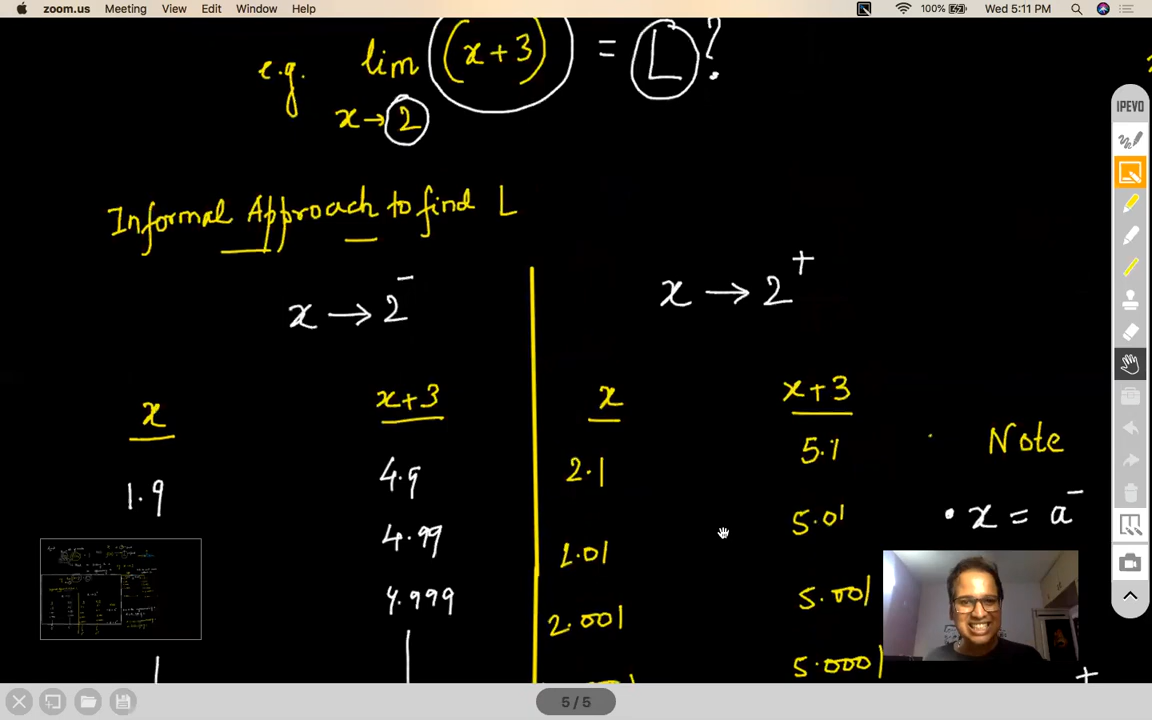 zoom.us Meeting View Edit Window Help 100% Wed 5:11 PM
e.g. lim (x+3) = L?
x→2
Informal Approach to find L
x → 2⁻
x → 2⁺
x
x+3
1.9
4.9
4.99
4.999
x
x+3
2.1
5.1
2.01
5.01
2.001
5.001
5.0001
Note
• x = a⁻
+
IPEVO
5 / 5